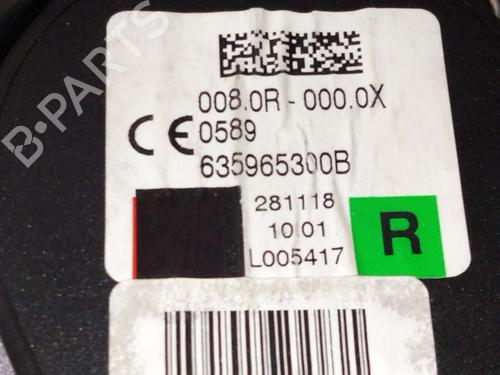 B-PARTS
008.0R - 000.0X
CE 0589
635965300B
281118
10.01
L005417
R